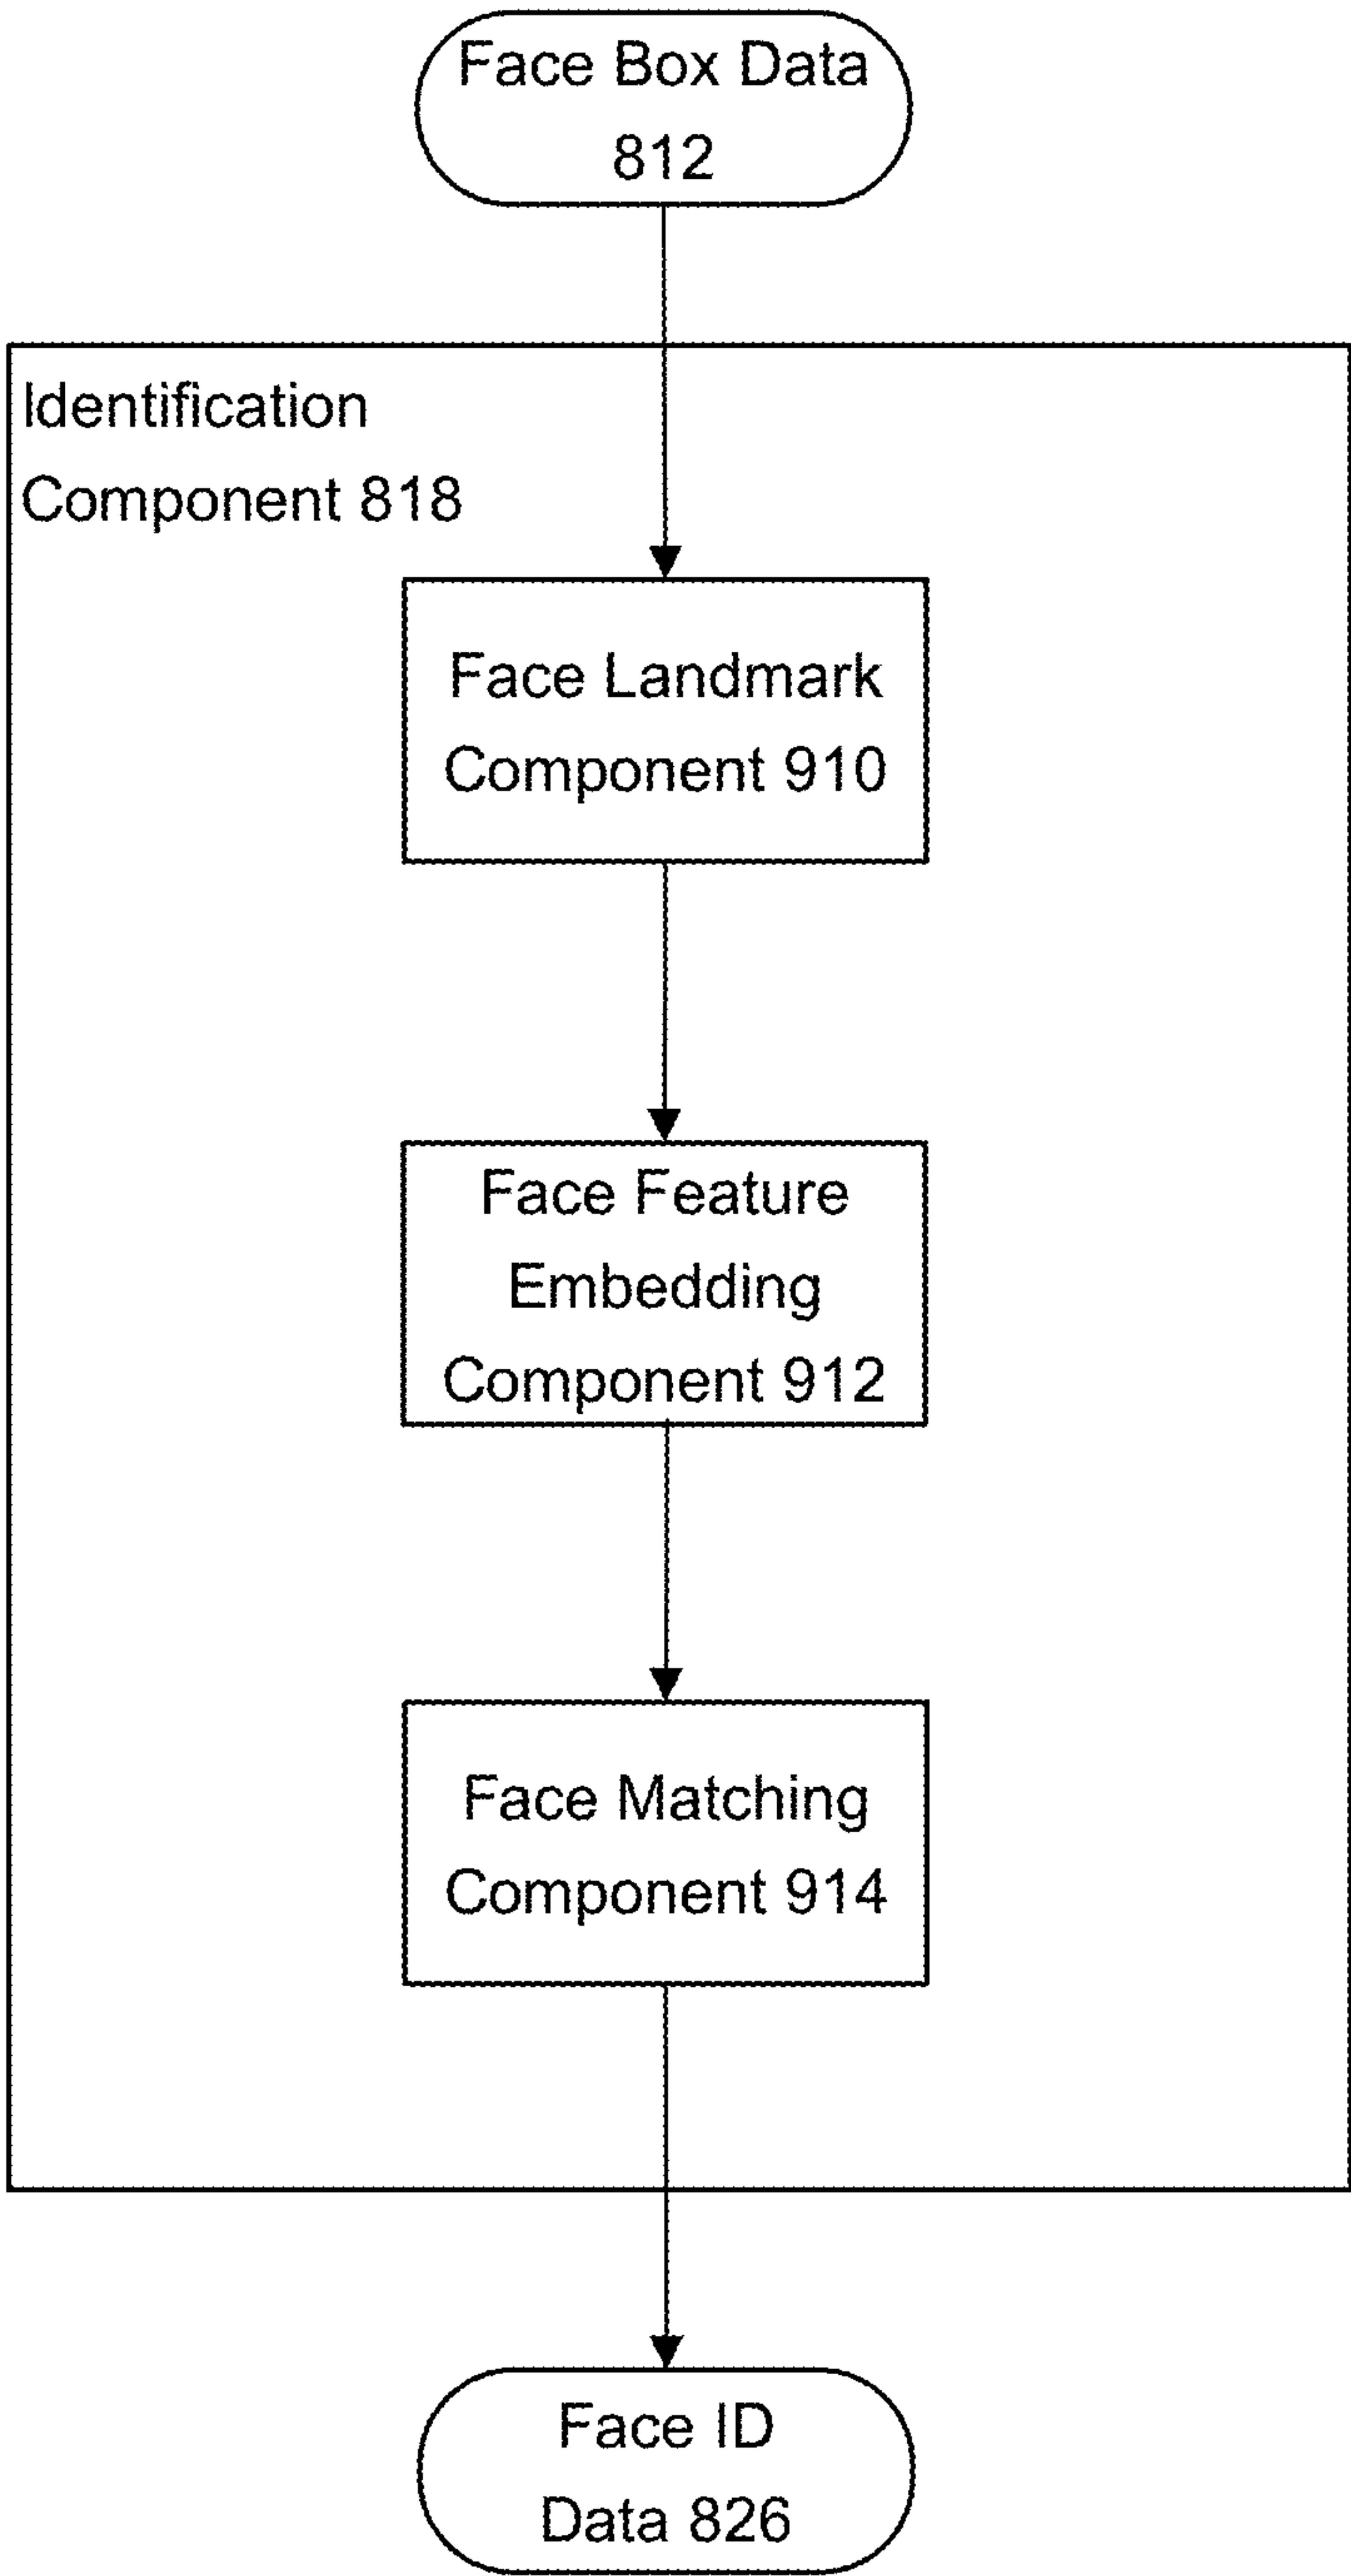 Face Box Data
812
Identification
Component 818
Face Landmark
Component 910
Face Feature
Embedding
Component 912
Face Matching
Component 914
Face ID
Data 826